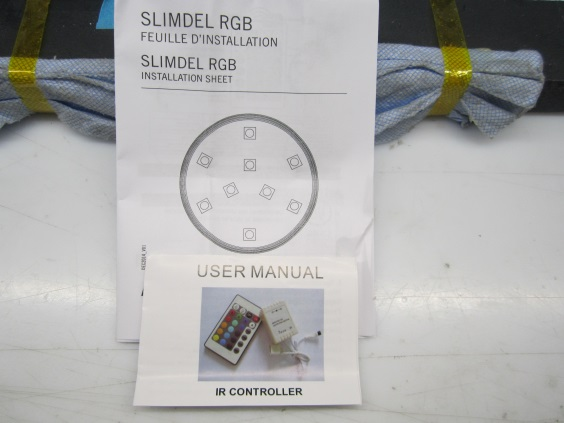 SLIMDEL RGB
FEUILLE D'INSTALLATION
SLIMDEL RGB
INSTALLATION SHEET
USER MANUAL
IR CONTROLLER